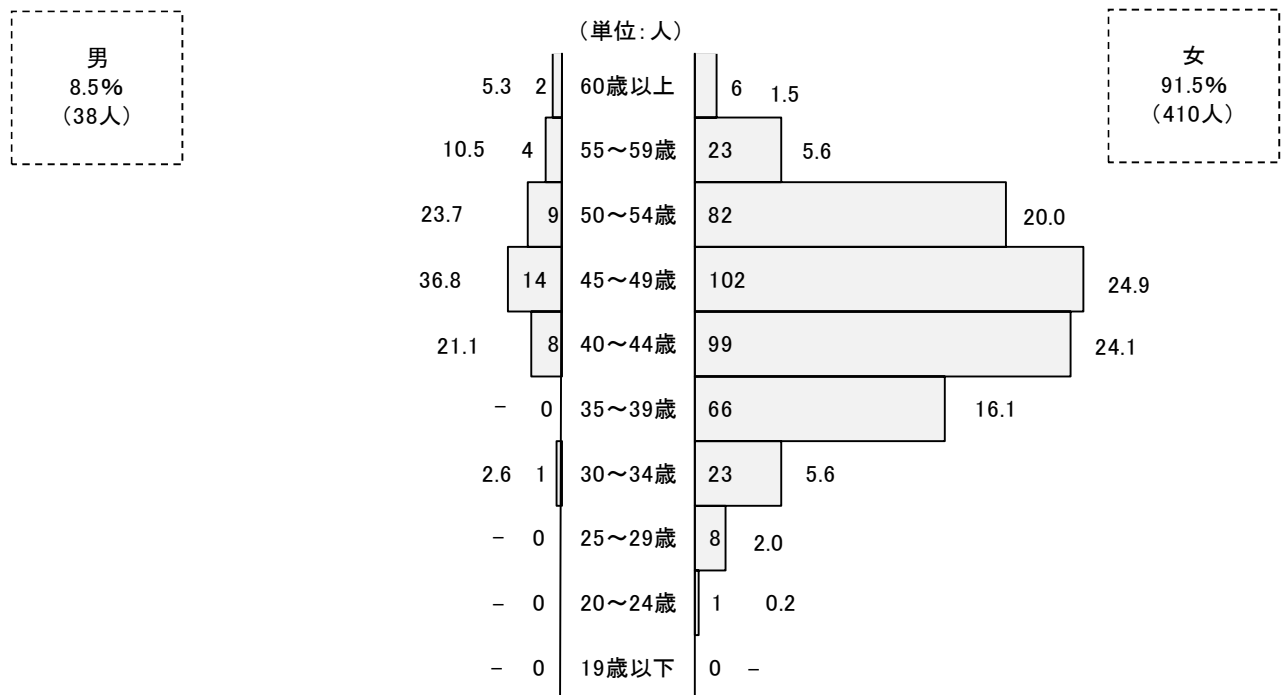 (単位:人)
男
8.5%
(38人)
女
91.5%
(410人)
5.3 2 60歳以上 6 1.5
10.5 4 55～59歳 23 5.6
23.7 9 50～54歳 82 20.0
36.8 14 45～49歳 102 24.9
21.1 8 40～44歳 99 24.1
- 0 35～39歳 66 16.1
2.6 1 30～34歳 23 5.6
- 0 25～29歳 8 2.0
- 0 20～24歳 1 0.2
- 0 19歳以下 0 -